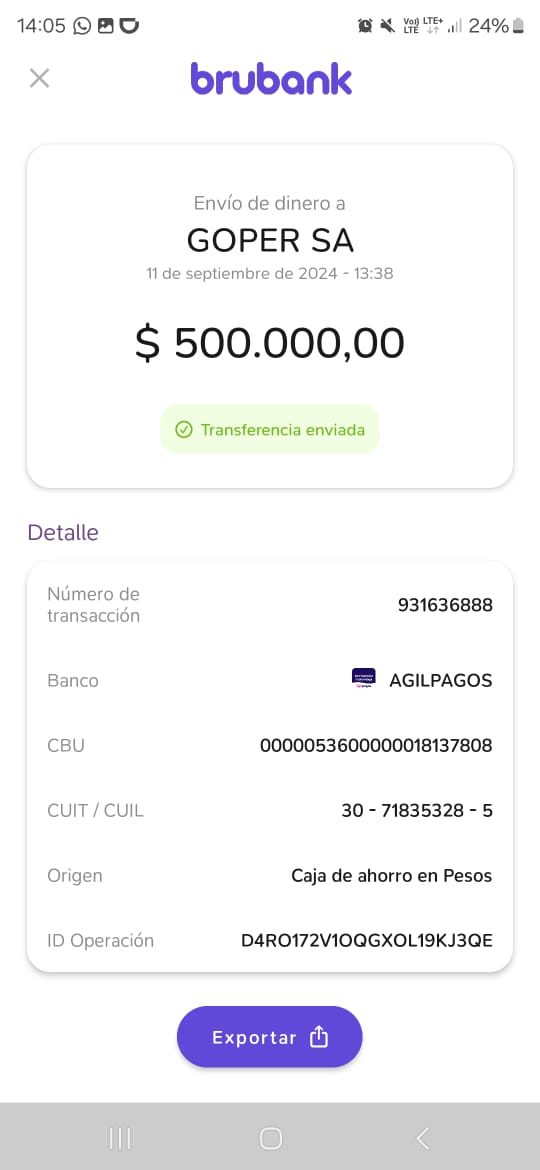 14:05
Vo)) LTE+
LTE
24%
brubank
Envío de dinero a
GOPER SA
11 de septiembre de 2024 - 13:38
$ 500.000,00
Transferencia enviada
Detalle
Número de
transacción
931636888
Banco
AGILPAGOS
CBU
0000053600000018137808
CUIT / CUIL
30 - 71835328 - 5
Origen
Caja de ahorro en Pesos
ID Operación
D4RO172V1OQGXOL19KJ3QE
Exportar